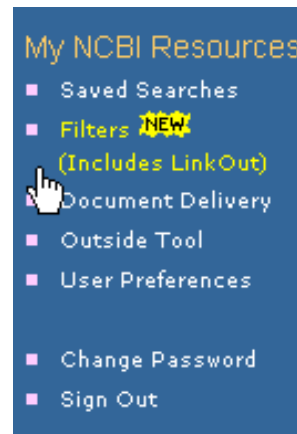 My NCBI Resources
Saved Searches
Filters NEW
(Includes LinkOut)
Document Delivery
Outside Tool
User Preferences
Change Password
Sign Out